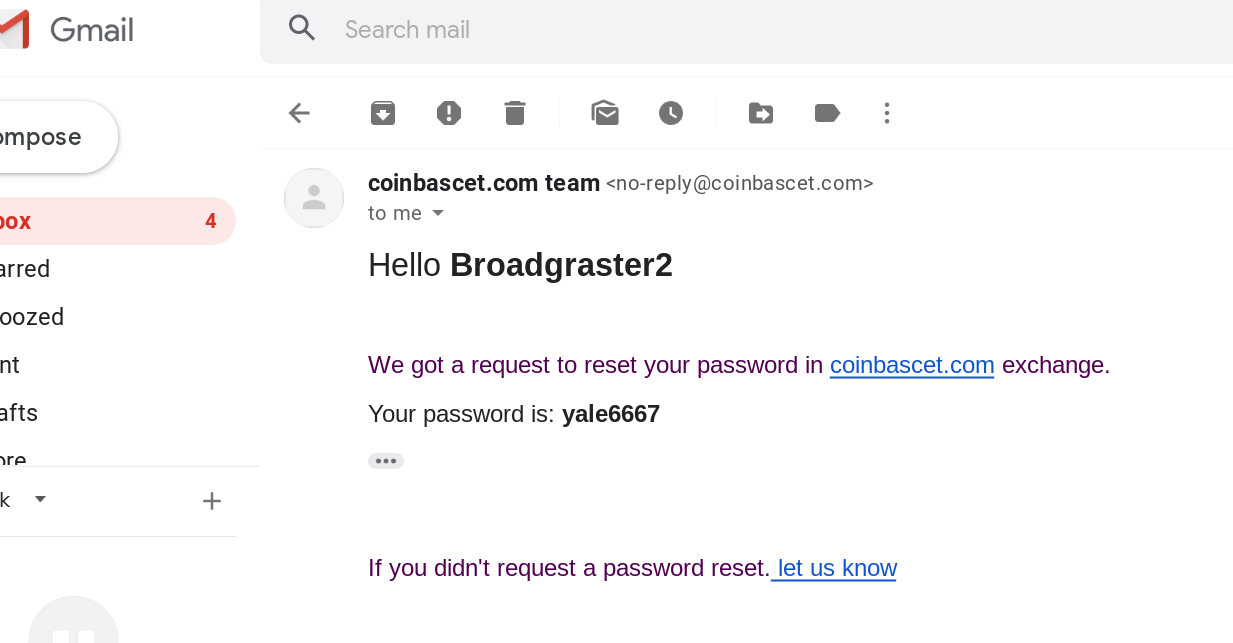 Gmail
Search mail
ompose
box 4
arred
oozed
nt
afts
ore
k
coinbascet.com team <no-reply@coinbascet.com>
to me
Hello Broadgraster2
We got a request to reset your password in coinbascet.com exchange.
Your password is: yale6667
If you didn't request a password reset. let us know